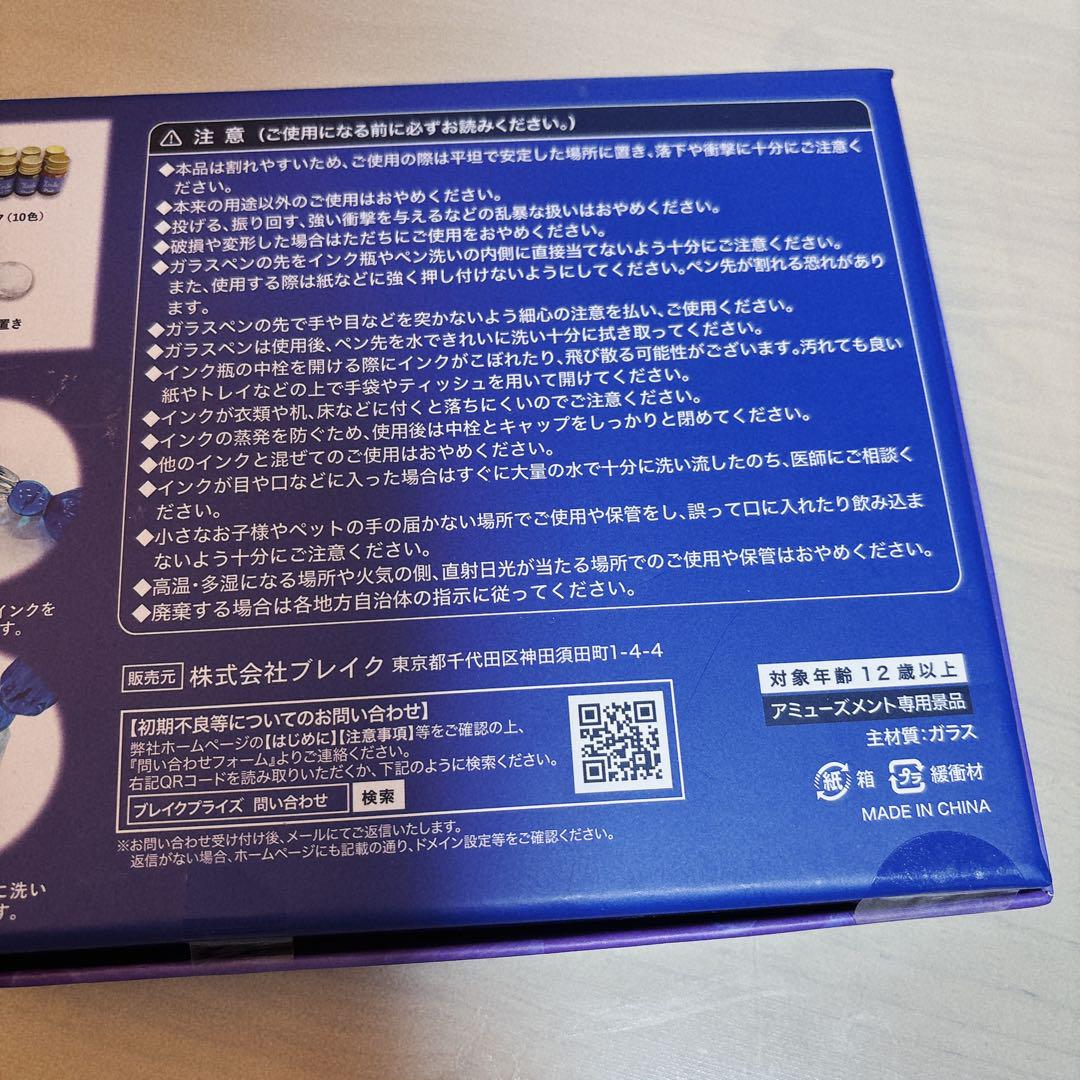 ク(10色)
置き
インクを
す。
に洗い
す。
注意(ご使用になる前に必ずお読みください。)
◆本品は割れやすいため、ご使用の際は平坦で安定した場所に置き、落下や衝撃に十分にご注意く
ださい。
◆本来の用途以外のご使用はおやめください。
◆投げる、振り回す、強い衝撃を与えるなどの乱暴な扱いはおやめください。
◆破損や変形した場合はただちにご使用をおやめください。
◆ガラスペンの先をインク瓶やペン洗いの内側に直接当てないよう十分にご注意ください。
また、使用する際は紙などに強く押し付けないようにしてください。ペン先が割れる恐れがあり
ます。
◆ガラスペンの先で手や目などを突かないよう細心の注意を払い、ご使用ください。
◆ガラスペンは使用後、ペン先を水できれいに洗い十分に拭き取ってください。
◆インク瓶の中栓を開ける際にインクがこぼれたり、飛び散る可能性がございます。汚れても良い
紙やトレイなどの上で手袋やティッシュを用いて開けてください。
◆インクが衣類や机、床などに付くと落ちにくいのでご注意ください。
◆インクの蒸発を防ぐため、使用後は中栓とキャップをしっかりと閉めてください。
◆他のインクと混ぜてのご使用はおやめください。
◆インクが目や口などに入った場合はすぐに大量の水で十分に洗い流したのち、医師にご相談く
ださい。
◆小さなお子様やペットの手の届かない場所でご使用や保管をし、誤って口に入れたり飲み込ま
ないよう十分にご注意ください。
◆高温・多湿になる場所や火気の側、直射日光が当たる場所でのご使用や保管はおやめください。
◆廃棄する場合は各地方自治体の指示に従ってください。
販売元 株式会社ブレイク 東京都千代田区神田須田町1-4-4
【初期不良等についてのお問い合わせ】
弊社ホームページの【はじめに】【注意事項】等をご確認の上、
『問い合わせフォーム』よりご連絡ください。
右記QRコードを読み取りいただくか、下記のように検索ください。
ブレイクプライズ 問い合わせ 検索
※お問い合わせ受け付け後、メールにてご返信いたします。
返信がない場合、ホームページにも記載の通り、ドメイン設定等をご確認ください。
対象年齢12歳以上
アミューズメント専用景品
主材質:ガラス
紙 箱 プラ 緩衝材
MADE IN CHINA